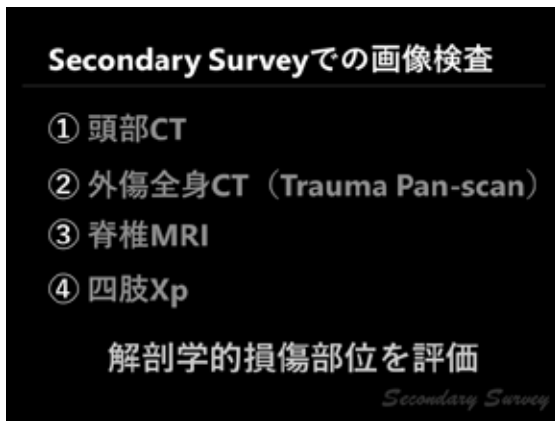 Secondary Surveyでの画像検査
① 頭部CT
② 外傷全身CT（Trauma Pan-scan）
③ 脊椎MRI
④ 四肢Xp
解剖学的損傷部位を評価
Secondary Survey